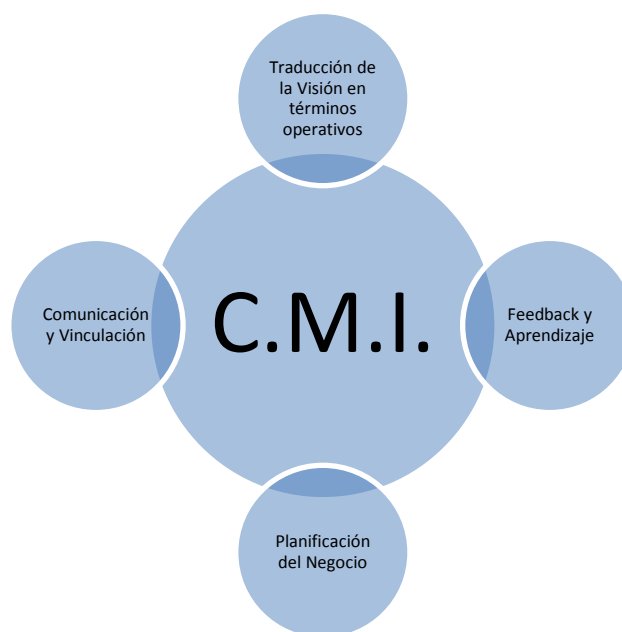 Traducción de
la Visión en
términos
operativos
Comunicación
y Vinculación
C.M.I.
Feedback y
Aprendizaje
Planificación
del Negocio